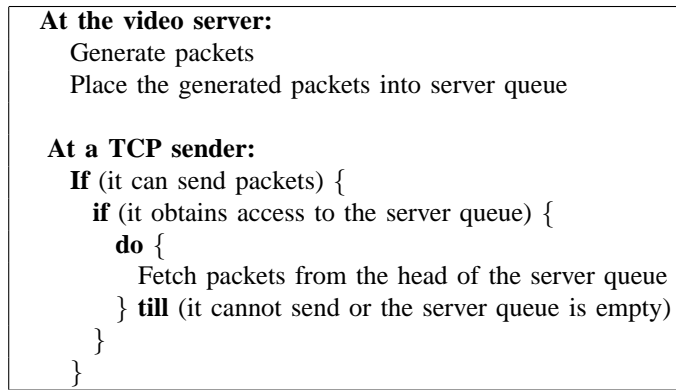 At the video server:
Generate packets
Place the generated packets into server queue
At a TCP sender:
If (it can send packets) {
if (it obtains access to the server queue) {
do {
Fetch packets from the head of the server queue
} till (it cannot send or the server queue is empty)
}
}